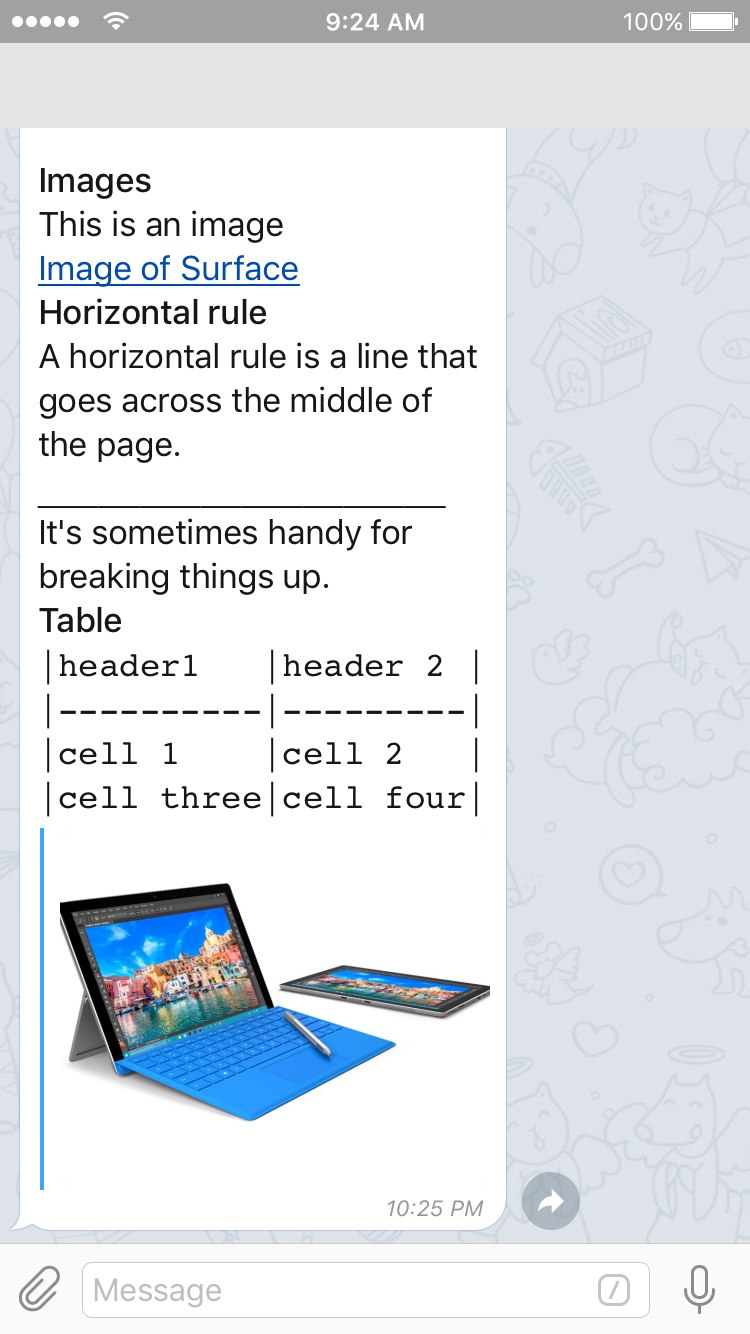 9:24 AM 100%
Images
This is an image
Image of Surface
Horizontal rule
A horizontal rule is a line that
goes across the middle of
the page.
____________________
It's sometimes handy for
breaking things up.
Table
|header1   |header 2 |
|----------|---------|
|cell 1    |cell 2   |
|cell three|cell four|
10:25 PM
Message